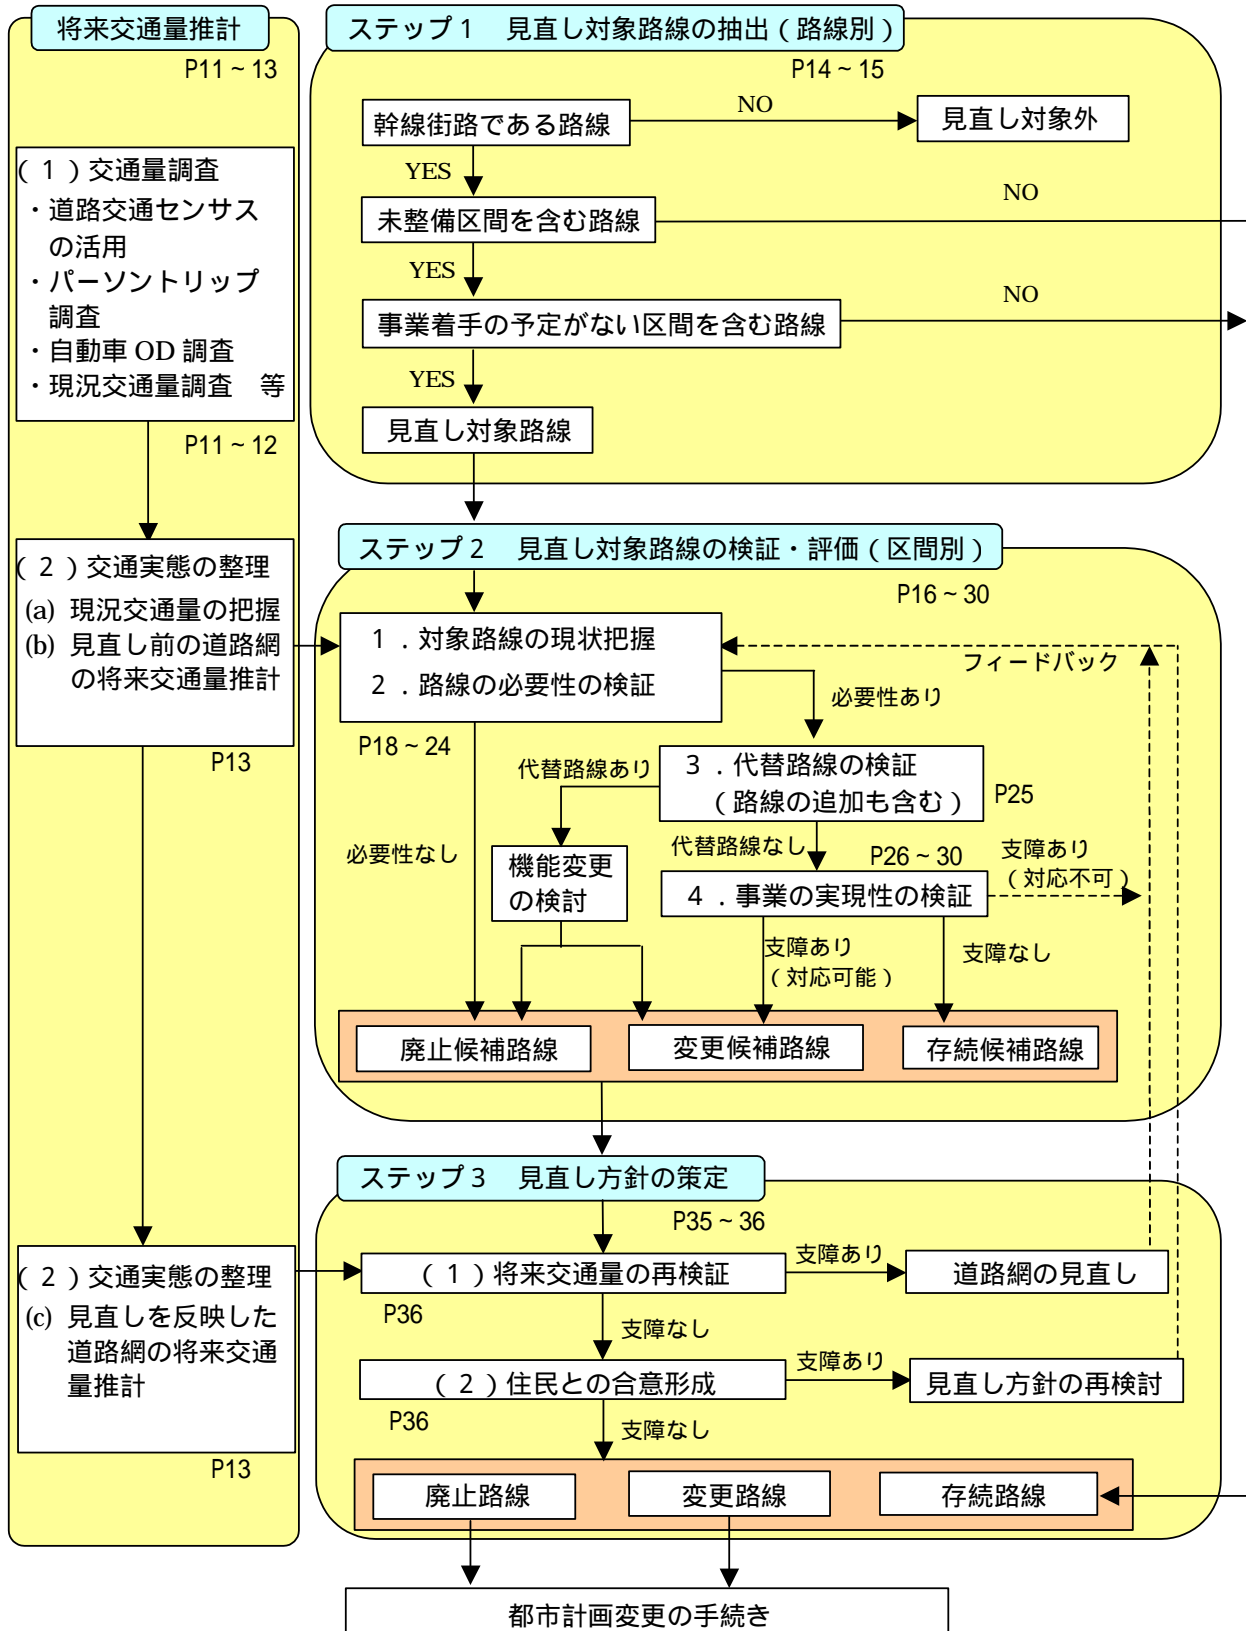 将来交通量推計
P11～13
(１)交通量調査
・道路交通センサス
の活用
・パーソントリップ
調査
・自動車 OD 調査
・現況交通量調査　等
P11～12
(２)交通実態の整理
(a) 現況交通量の把握
(b) 見直し前の道路網
の将来交通量推計
P13
(２)交通実態の整理
(c) 見直しを反映した
道路網の将来交通
量推計
P13
ステップ１　見直し対象路線の抽出(路線別)
P14～15
幹線街路である路線
NO
見直し対象外
YES
未整備区間を含む路線
NO
YES
事業着手の予定がない区間を含む路線
NO
YES
見直し対象路線
ステップ２　見直し対象路線の検証・評価(区間別)
P16～30
１．対象路線の現状把握
２．路線の必要性の検証
フィードバック
必要性あり
P18～24
代替路線あり
３．代替路線の検証
(路線の追加も含む)
P25
必要性なし
機能変更
の検討
代替路線なし
P26～30
支障あり
(対応不可)
４．事業の実現性の検証
支障あり
(対応可能)
支障なし
廃止候補路線
変更候補路線
存続候補路線
ステップ３　見直し方針の策定
P35～36
(１)将来交通量の再検証
支障あり
道路網の見直し
P36
支障なし
(２)住民との合意形成
支障あり
見直し方針の再検討
P36
支障なし
廃止路線
変更路線
存続路線
都市計画変更の手続き